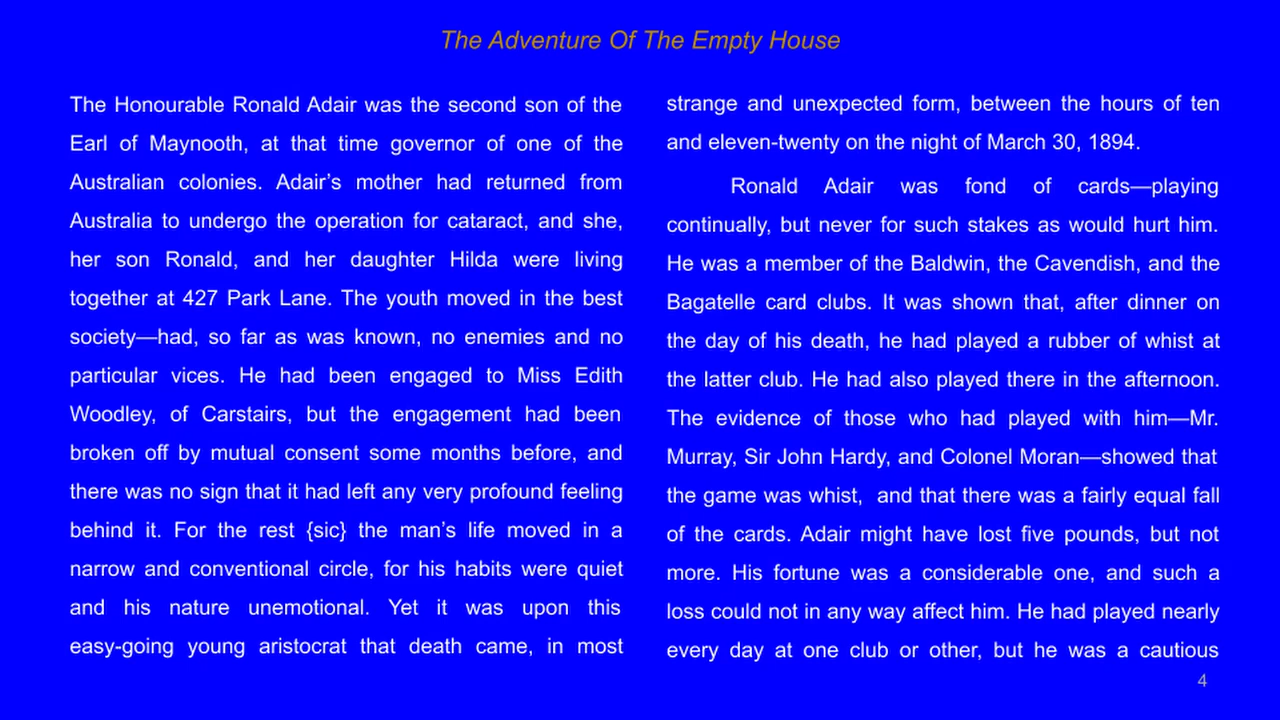 The Adventure Of The Empty House
The Honourable Ronald Adair was the second son of the
Earl of Maynooth, at that time governor of one of the
Australian colonies. Adair’s mother had returned from
Australia to undergo the operation for cataract, and she,
her son Ronald, and her daughter Hilda were living
together at 427 Park Lane. The youth moved in the best
society—had, so far as was known, no enemies and no
particular vices. He had been engaged to Miss Edith
Woodley, of Carstairs, but the engagement had been
broken off by mutual consent some months before, and
there was no sign that it had left any very profound feeling
behind it. For the rest {sic} the man’s life moved in a
narrow and conventional circle, for his habits were quiet
and his nature unemotional. Yet it was upon this
easy-going young aristocrat that death came, in most
strange and unexpected form, between the hours of ten
and eleven-twenty on the night of March 30, 1894.
Ronald Adair was fond of cards—playing
continually, but never for such stakes as would hurt him.
He was a member of the Baldwin, the Cavendish, and the
Bagatelle card clubs. It was shown that, after dinner on
the day of his death, he had played a rubber of whist at
the latter club. He had also played there in the afternoon.
The evidence of those who had played with him—Mr.
Murray, Sir John Hardy, and Colonel Moran—showed that
the game was whist,  and that there was a fairly equal fall
of the cards. Adair might have lost five pounds, but not
more. His fortune was a considerable one, and such a
loss could not in any way affect him. He had played nearly
every day at one club or other, but he was a cautious
4